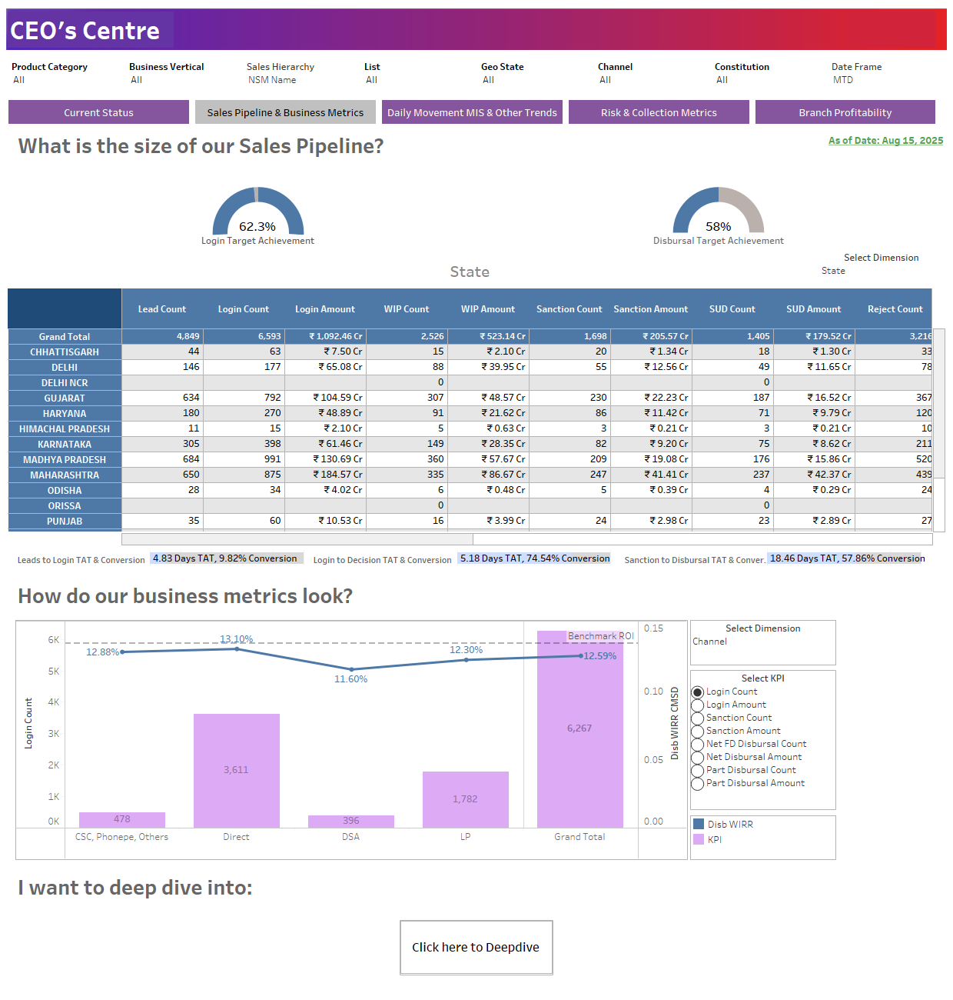 CEO's Centre
Product Category Business Vertical Sales Hierarchy List Geo State Channel Constitution Date Frame
All All NSM Name All All All All MTD
Current Status Sales Pipeline & Business Metrics Daily Movement MIS & Other Trends Risk & Collection Metrics Branch Profitability
What is the size of our Sales Pipeline?
As of Date: Aug 15, 2025
62.3% 58%
Login Target Achievement Disbursal Target Achievement
Select Dimension
State
State
Lead Count Login Count Login Amount WIP Count WIP Amount Sanction Count Sanction Amount SUD Count SUD Amount Reject Count
Grand Total 4,849 6,593 ₹ 1,092.46 Cr 2,526 ₹ 523.14 Cr 1,698 ₹ 205.57 Cr 1,405 ₹ 179.52 Cr 3,216
CHHATTISGARH 44 63 ₹ 7.50 Cr 15 ₹ 2.10 Cr 20 ₹ 1.34 Cr 18 ₹ 1.30 Cr 33
DELHI 146 177 ₹ 65.08 Cr 88 ₹ 39.95 Cr 55 ₹ 12.56 Cr 49 ₹ 11.65 Cr 78
DELHI NCR 0 0
GUJARAT 634 792 ₹ 104.59 Cr 307 ₹ 48.57 Cr 230 ₹ 22.23 Cr 187 ₹ 16.52 Cr 367
HARYANA 180 270 ₹ 48.89 Cr 91 ₹ 21.62 Cr 86 ₹ 11.42 Cr 71 ₹ 9.79 Cr 120
HIMACHAL PRADESH 11 15 ₹ 2.10 Cr 5 ₹ 0.63 Cr 3 ₹ 0.21 Cr 3 ₹ 0.21 Cr 10
KARNATAKA 305 398 ₹ 61.46 Cr 149 ₹ 28.35 Cr 82 ₹ 9.20 Cr 75 ₹ 8.62 Cr 211
MADHYA PRADESH 684 991 ₹ 130.69 Cr 360 ₹ 57.67 Cr 209 ₹ 19.08 Cr 176 ₹ 15.86 Cr 520
MAHARASHTRA 650 875 ₹ 184.57 Cr 335 ₹ 86.67 Cr 247 ₹ 41.41 Cr 237 ₹ 42.37 Cr 439
ODISHA 28 34 ₹ 4.02 Cr 6 ₹ 0.48 Cr 5 ₹ 0.39 Cr 4 ₹ 0.29 Cr 24
ORISSA 0 0
PUNJAB 35 60 ₹ 10.53 Cr 16 ₹ 3.99 Cr 24 ₹ 2.98 Cr 23 ₹ 2.89 Cr 27
Leads to Login TAT & Conversion 4.83 Days TAT, 9.82% Conversion Login to Decision TAT & Conversion 5.18 Days TAT, 74.54% Conversion Sanction to Disbursal TAT & Conver. 18.46 Days TAT, 57.86% Conversion
How do our business metrics look?
Login Count
6K
5K
4K
3K
2K
1K
0K
12.88%
13.10%
11.60%
12.30%
12.59%
Benchmark ROI
478
3,611
396
1,782
6,267
CSC, Phonepe, Others Direct DSA LP Grand Total
0.15
0.10
0.05
0.00
Disb WIRR CMSD
Select Dimension
Channel
Select KPI
Login Count
Login Amount
Sanction Count
Sanction Amount
Net FD Disbursal Count
Net Disbursal Amount
Part Disbursal Count
Part Disbursal Amount
Disb WIRR
KPI
I want to deep dive into:
Click here to Deepdive